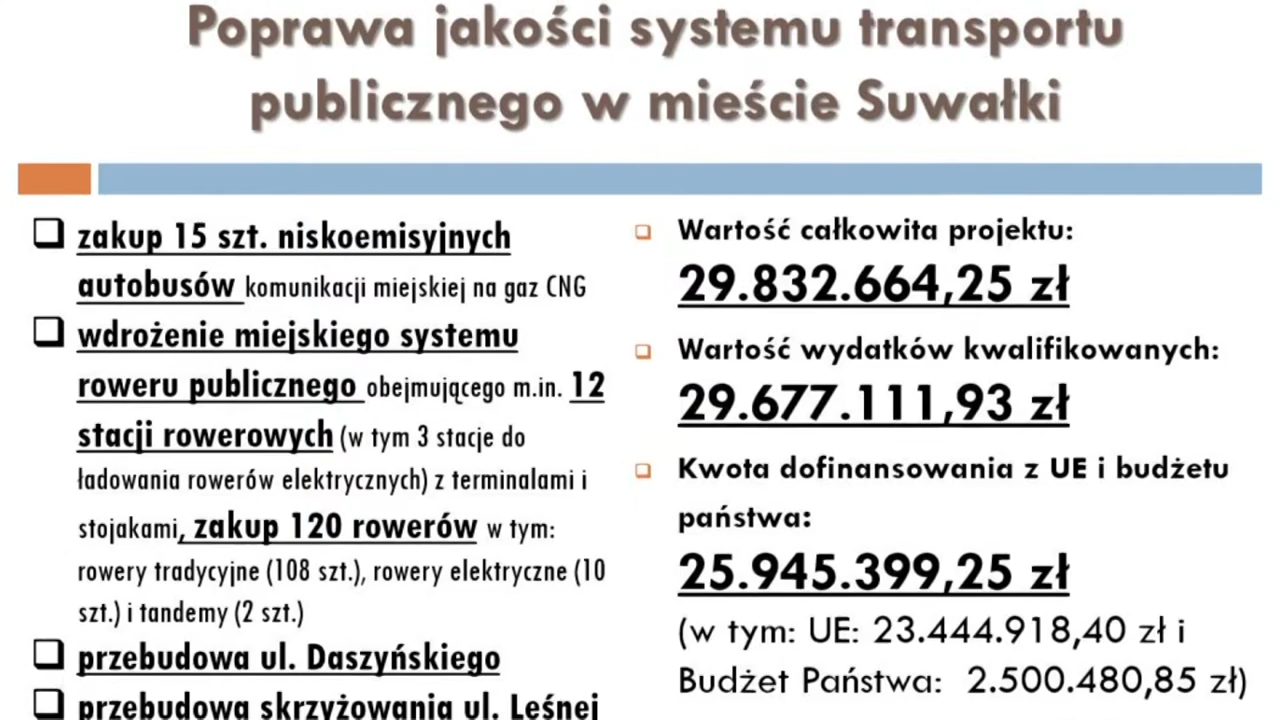 Poprawa jakości systemu transportu
publicznego w mieście Suwałki
zakup 15 szt. niskoemisyjnych
autobusów komunikacji miejskiej na gaz CNG
wdrożenie miejskiego systemu
roweru publicznego obejmującego m.in. 12
stacji rowerowych (w tym 3 stacje do
ładowania rowerów elektrycznych) z terminalami i
stojakami, zakup 120 rowerów w tym:
rowery tradycyjne (108 szt.), rowery elektryczne (10
szt.) i tandemy (2 szt.)
przebudowa ul. Daszyńskiego
przebudowa skrzyżowania ul. Leśnej
Wartość całkowita projektu:
29.832.664,25 zł
Wartość wydatków kwalifikowanych:
29.677.111,93 zł
Kwota dofinansowania z UE i budżetu
państwa:
25.945.399,25 zł
(w tym: UE: 23.444.918,40 zł i
Budżet Państwa: 2.500.480,85 zł)